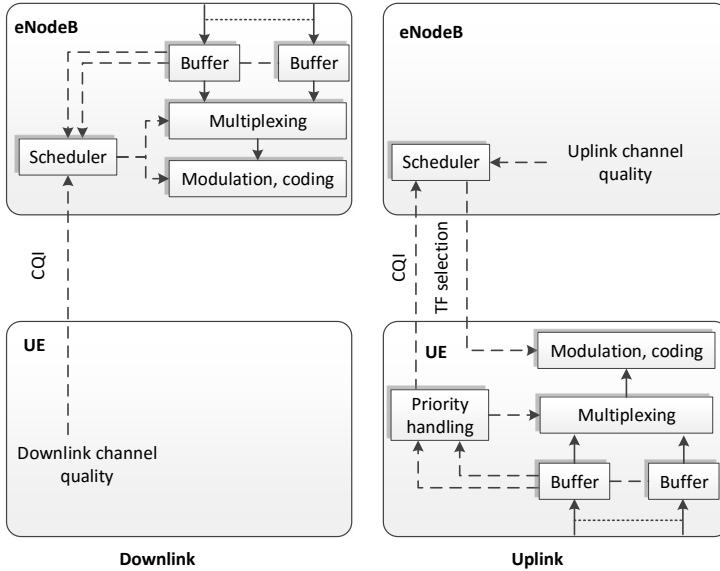 eNodeB
Buffer
Buffer
Multiplexing
Scheduler
Modulation, coding
CQI
UE
Downlink channel
quality
Downlink
eNodeB
Scheduler
Uplink channel
quality
CQI
TF selection
UE
Modulation, coding
Priority
handling
Multiplexing
Buffer
Buffer
Uplink